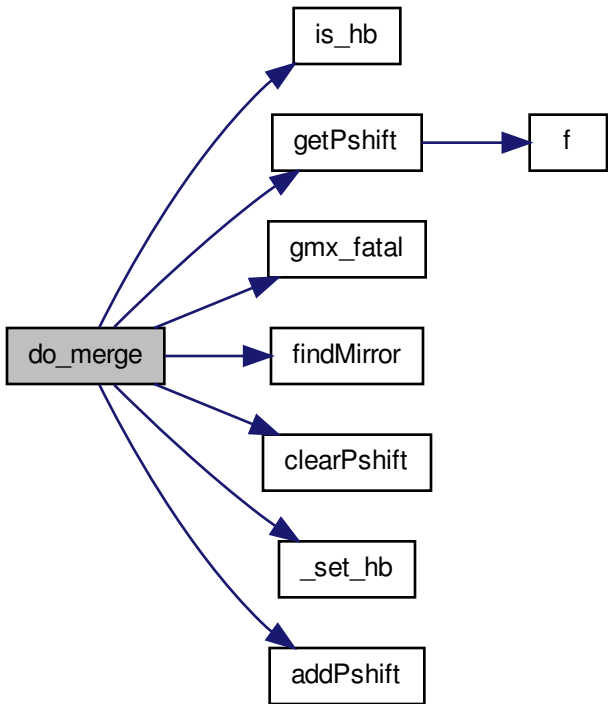 is_hb
getPshift
f
gmx_fatal
do_merge
findMirror
clearPshift
_set_hb
addPshift